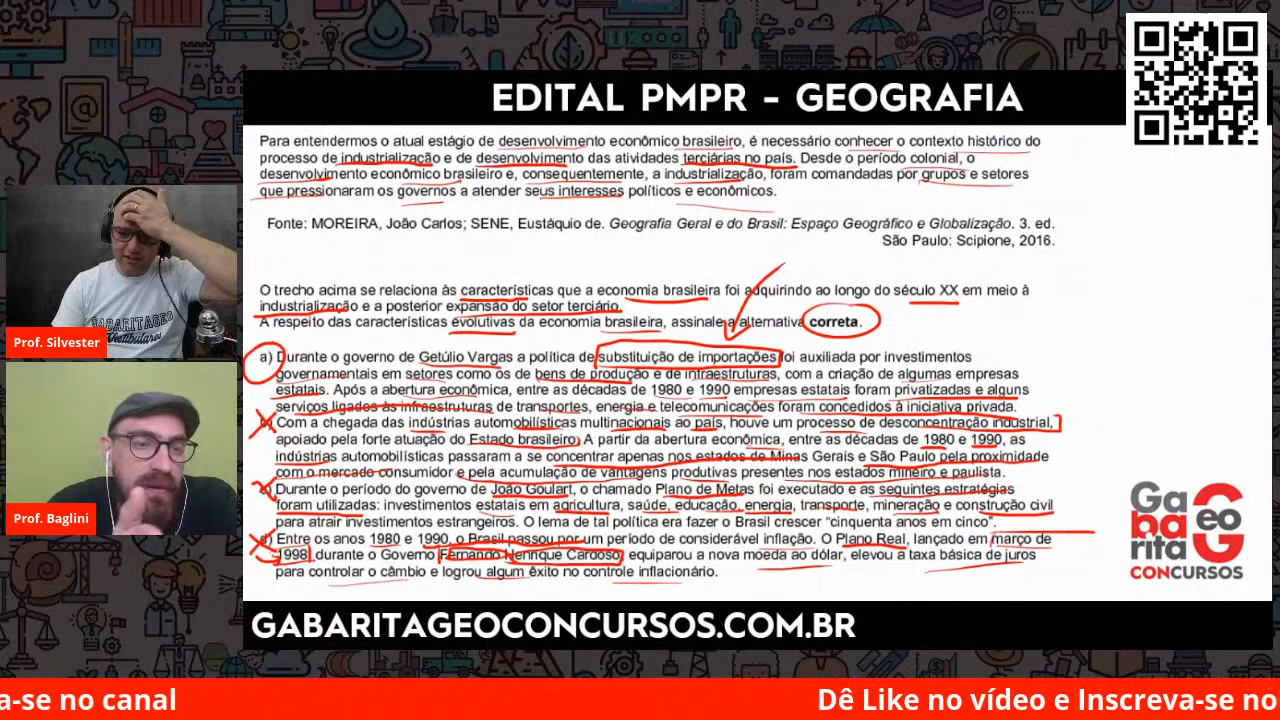 EDITAL PMPR - GEOGRAFIA
Para entendermos o atual estágio de desenvolvimento econômico brasileiro, é necessário conhecer o contexto histórico do
processo de industrialização e de desenvolvimento das atividades terciárias no país. Desde o período colonial, o
desenvolvimento econômico brasileiro e, consequentemente, a industrialização, foram comandadas por grupos e setores
que pressionaram os governos a atender seus interesses políticos e econômicos.
Fonte: MOREIRA, João Carlos; SENE, Eustáquio de. Geografia Geral e do Brasil: Espaço Geográfico e Globalização. 3. ed.
São Paulo: Scipione, 2016.
O trecho acima se relaciona às características que a economia brasileira foi adquirindo ao longo do século XX em meio à
industrialização e a posterior expansão do setor terciário.
A respeito das características evolutivas da economia brasileira, assinale a alternativa correta.
a) Durante o governo de Getúlio Vargas a política de substituição de importações foi auxiliada por investimentos
governamentais em setores como os de bens de produção e de infraestruturas, com a criação de algumas empresas
estatais. Após a abertura econômica, entre as décadas de 1980 e 1990 empresas estatais foram privatizadas e alguns
serviços ligados às infraestruturas de transportes, energia e telecomunicações foram concedidos à iniciativa privada.
b) Com a chegada das indústrias automobilísticas multinacionais ao país, houve um processo de desconcentração industrial,
apoiado pela forte atuação do Estado brasileiro. A partir da abertura econômica, entre as décadas de 1980 e 1990, as
indústrias automobilísticas passaram a se concentrar apenas nos estados de Minas Gerais e São Paulo pela proximidade
com o mercado consumidor e pela acumulação de vantagens produtivas presentes nos estados mineiro e paulista.
c) Durante o período do governo de João Goulart, o chamado Plano de Metas foi executado e as seguintes estratégias
foram utilizadas: investimentos estatais em agricultura, saúde, educação, energia, transporte, mineração e construção civil
para atrair investimentos estrangeiros. O lema de tal política era fazer o Brasil crescer “cinquenta anos em cinco”.
d) Entre os anos 1980 e 1990, o Brasil passou por um período de considerável inflação. O Plano Real, lançado em março de
1998, durante o Governo Fernando Henrique Cardoso, equiparou a nova moeda ao dólar, elevou a taxa básica de juros
para controlar o câmbio e logrou algum êxito no controle inflacionário.
GABARITAGEO
Vestibulares
Prof. Silvester
Prof. Baglini
Ga
ba
rita
G
eo
CONCURSOS
GABARITAGEOCONCURSOS.COM.BR
a-se no canal
Dê Like no vídeo e Inscreva-se no